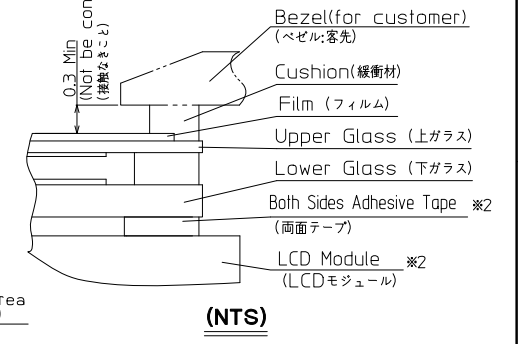 0.3 Min
(Not be con
(接触なきこと)
Bezel(for customer)
(ベゼル:客先)
Cushion(緩衝材)
Film (フィルム)
Upper Glass (上ガラス)
Lower Glass (下ガラス)
Both Sides Adhesive Tape ※2
(両面テープ)
LCD Module ※2
(LCDモジュール)
(NTS)